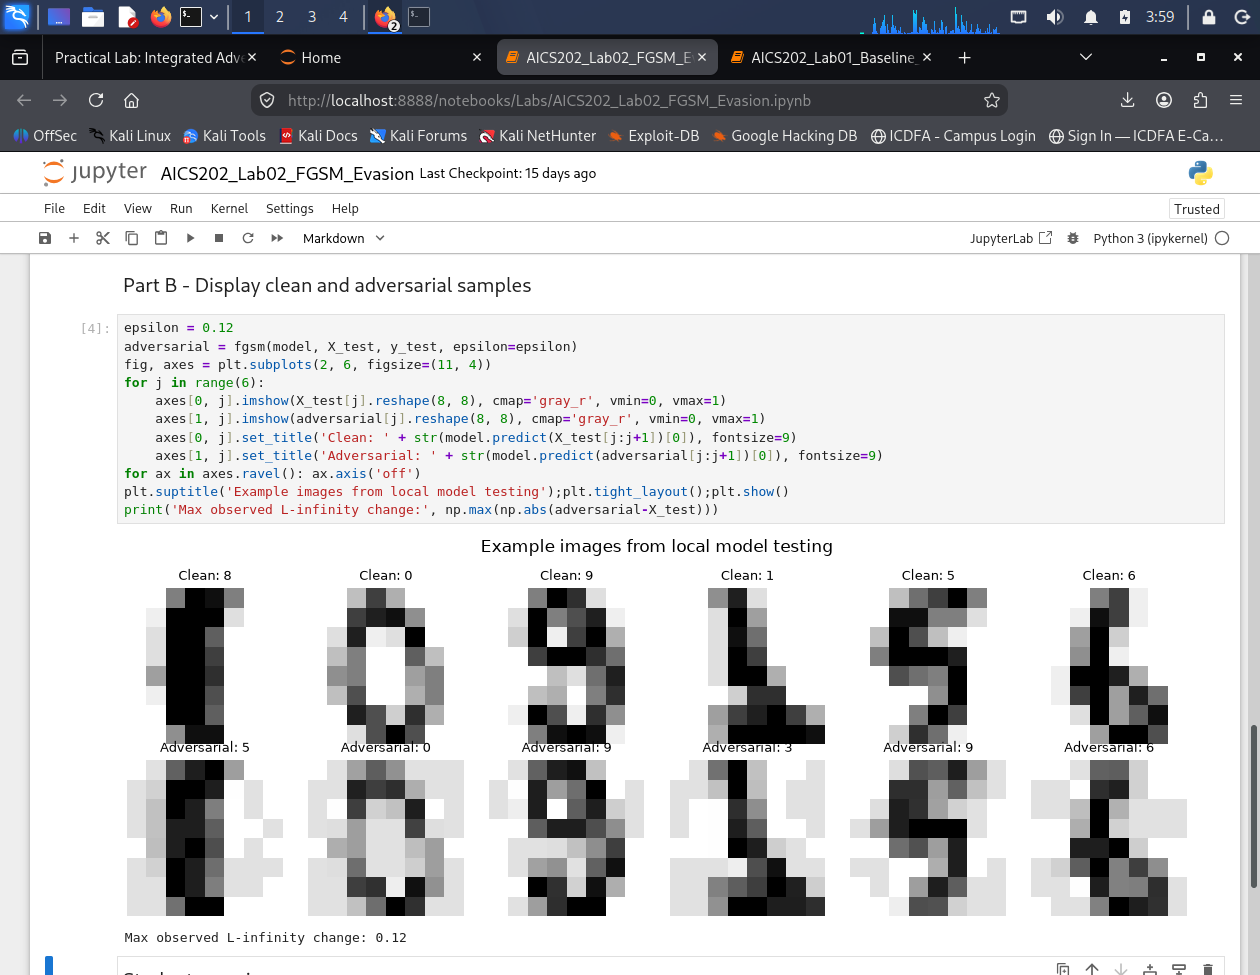 1 2 3 4 2 3:59
Practical Lab: Integrated Adve Home AICS202_Lab02_FGSM_E AICS202_Lab01_Baseline_
http://localhost:8888/notebooks/Labs/AICS202_Lab02_FGSM_Evasion.ipynb
OffSec Kali Linux Kali Tools Kali Docs Kali Forums Kali NetHunter Exploit-DB Google Hacking DB ICDFA - Campus Login Sign In — ICDFA E-Ca…
jupyter AICS202_Lab02_FGSM_Evasion Last Checkpoint: 15 days ago
File Edit View Run Kernel Settings Help Trusted
Markdown JupyterLab Python 3 (ipykernel)
Part B - Display clean and adversarial samples
[4]: epsilon = 0.12
adversarial = fgsm(model, X_test, y_test, epsilon=epsilon)
fig, axes = plt.subplots(2, 6, figsize=(11, 4))
for j in range(6):
    axes[0, j].imshow(X_test[j].reshape(8, 8), cmap='gray_r', vmin=0, vmax=1)
    axes[1, j].imshow(adversarial[j].reshape(8, 8), cmap='gray_r', vmin=0, vmax=1)
    axes[0, j].set_title('Clean: ' + str(model.predict(X_test[j:j+1])[0]), fontsize=9)
    axes[1, j].set_title('Adversarial: ' + str(model.predict(adversarial[j:j+1])[0]), fontsize=9)
for ax in axes.ravel(): ax.axis('off')
plt.suptitle('Example images from local model testing');plt.tight_layout();plt.show()
print('Max observed L-infinity change:', np.max(np.abs(adversarial-X_test)))
Example images from local model testing
Clean: 8 Clean: 0 Clean: 9 Clean: 1 Clean: 5 Clean: 6
Adversarial: 5 Adversarial: 0 Adversarial: 9 Adversarial: 3 Adversarial: 9 Adversarial: 6
Max observed L-infinity change: 0.12